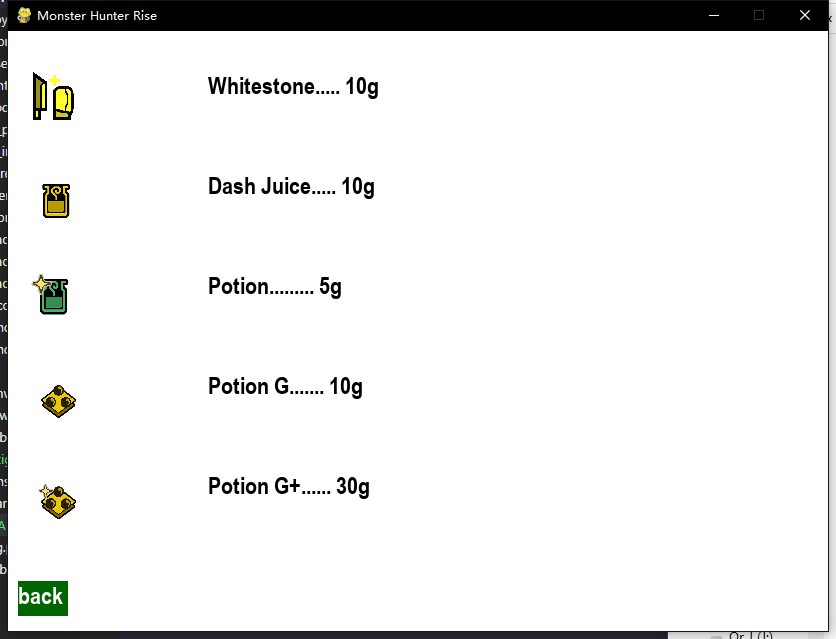 Monster Hunter Rise
Whitestone..... 10g
Dash Juice..... 10g
Potion......... 5g
Potion G....... 10g
Potion G+...... 30g
back